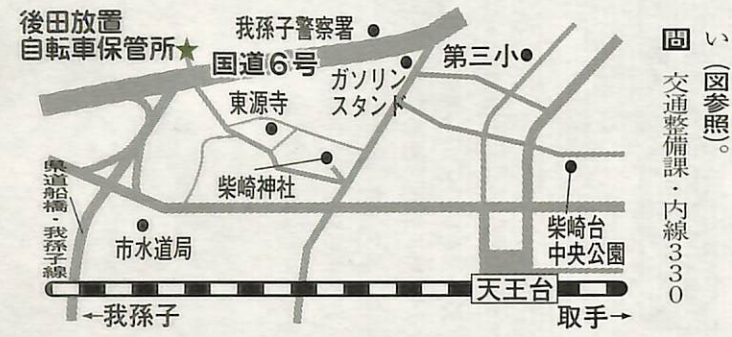 い(図参照)。
問 交通整備課・内線330
後田放置
自転車保管所★
我孫子警察署
国道6号
ガソリン
スタンド
第三小
東源寺
柴崎神社
県道船橋・我孫子線
市水道局
柴崎台
中央公園
天王台
←我孫子
取手→